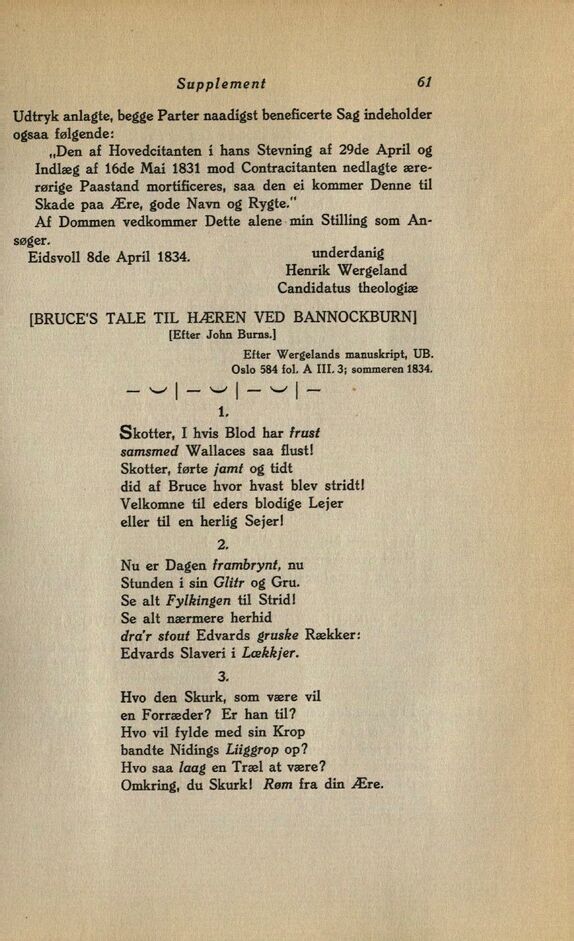 Supplement 61
Udtryk anlagte, begge Parter naadigst beneficerte Sag indeholder
ogsaa følgende:
„Den af Hovedcitanten i hans Stevning af 29de April og
Indlæg af 16de Mai 1831 mod Contracitanten nedlagte ære-
rørige Paastand mortificeres, saa den ei kommer Denne til
Skade paa Ære, gode Navn og Rygte."
Af Dommen vedkommer Dette alene min Stilling som An-
søger.
Eidsvoll 8de April 1834. underdanig
Henrik Wergeland
Candidatus theologiæ
[BRUCE'S TALE TIL HÆREN VED BANNOCKBURN]
[Efter John Burns.]
Efter Wergelands manuskript, UB.
Oslo 584 fol. A III. 3; sommeren 1834.
– ⏑ | – ⏑ | – ⏑ | –
1.
Skotter, I hvis Blod har frust
samsmed Wallaces saa flust!
Skotter, førte jamt og tidt
did af Bruce hvor hvast blev stridt!
Velkomne til eders blodige Lejer
eller til en herlig Sejer!
2.
Nu er Dagen frambrynt, nu
Stunden i sin Glitr og Gru.
Se alt Fylkingen til Strid!
Se alt nærmere herhid
dra'r stout Edvards gruske Rækker:
Edvards Slaveri i Lækkjer.
3.
Hvo den Skurk, som være vil
en Forræder? Er han til?
Hvo vil fylde med sin Krop
bandte Nidings Liiggrop op?
Hvo saa laag en Træl at være?
Omkring, du Skurk! Røm fra din Ære.